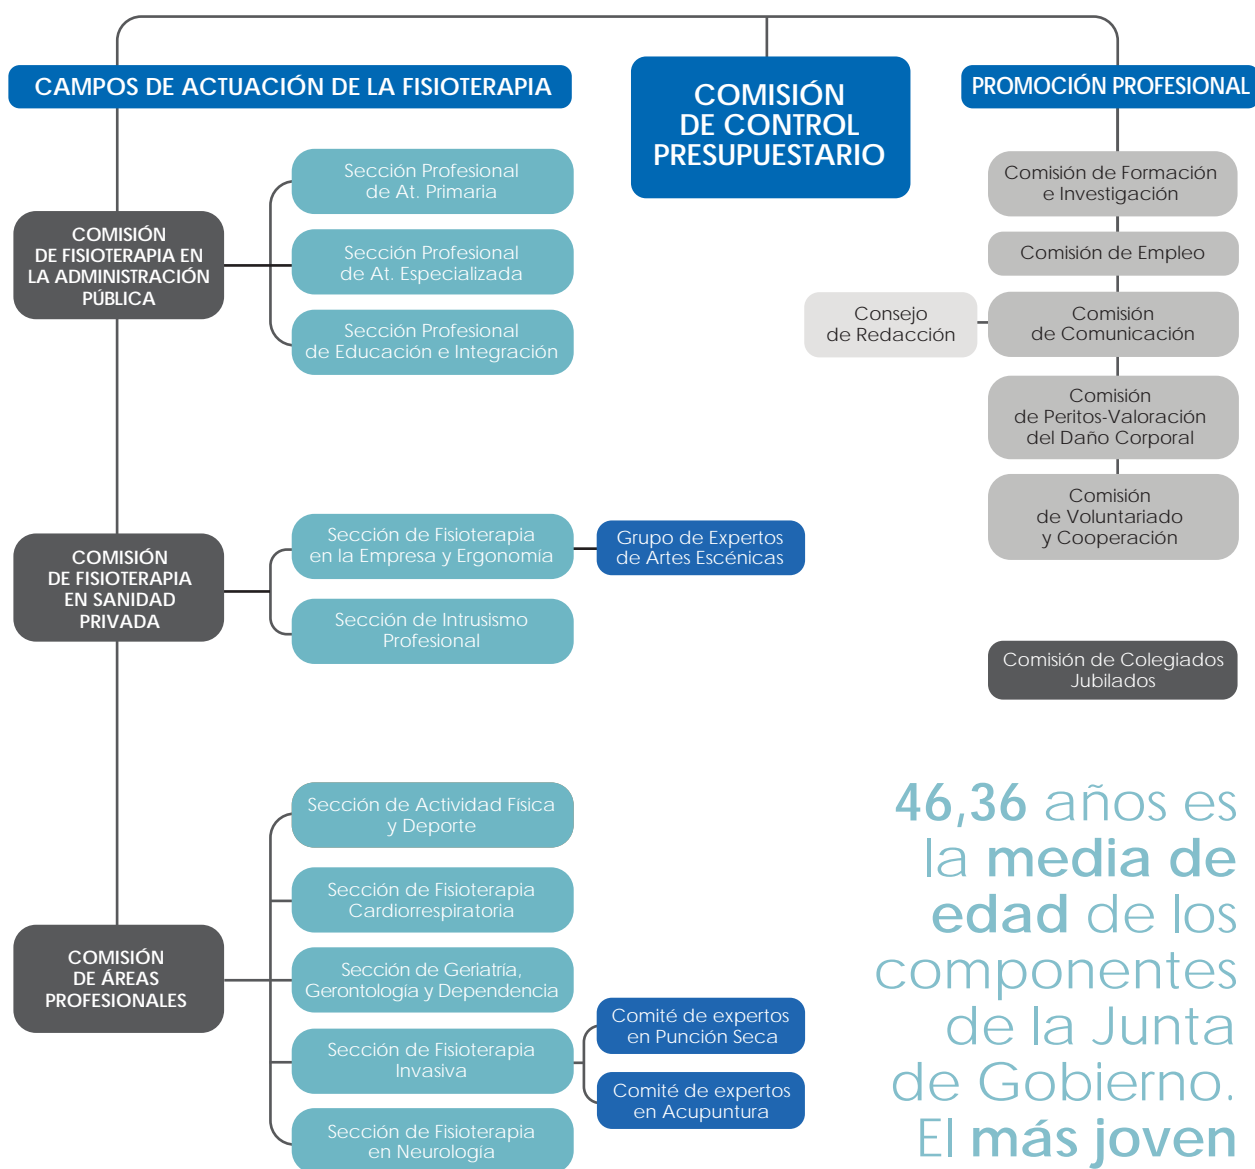 CAMPOS DE ACTUACIÓN DE LA FISIOTERAPIA
COMISIÓN
DE CONTROL
PRESUPUESTARIO
PROMOCIÓN PROFESIONAL
COMISIÓN
DE FISIOTERAPIA EN
LA ADMINISTRACIÓN
PÚBLICA
Sección Profesional
de At. Primaria
Sección Profesional
de At. Especializada
Sección Profesional
de Educación e Integración
Comisión de Formación
e Investigación
Comisión de Empleo
Consejo
de Redacción
Comisión
de Comunicación
Comisión
de Peritos-Valoración
del Daño Corporal
Comisión
de Voluntariado
y Cooperación
COMISIÓN
DE FISIOTERAPIA
EN SANIDAD
PRIVADA
Sección de Fisioterapia
en la Empresa y Ergonomía
Grupo de Expertos
de Artes Escénicas
Sección de Intrusismo
Profesional
Comisión de Colegiados
Jubilados
COMISIÓN
DE ÁREAS
PROFESIONALES
Sección de Actividad Física
y Deporte
Sección de Fisioterapia
Cardiorrespiratoria
Sección de Geriatría,
Gerontología y Dependencia
Sección de Fisioterapia
Invasiva
Comité de expertos
en Punción Seca
Comité de expertos
en Acupuntura
Sección de Fisioterapia
en Neurología
46,36 años es
la media de
edad de los
componentes
de la Junta
de Gobierno.
El más joven